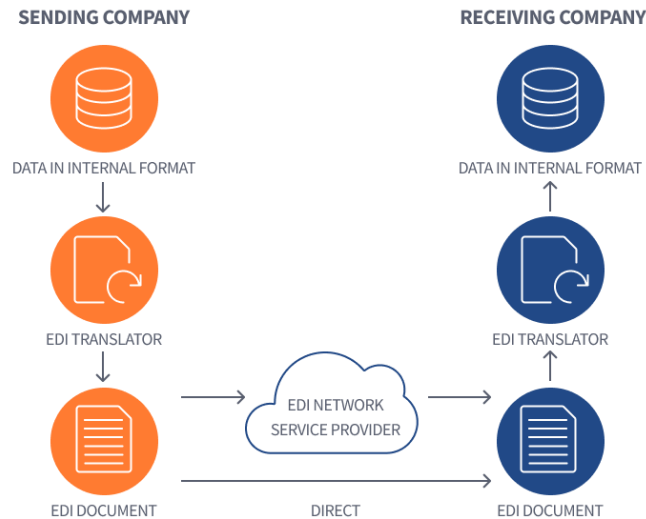 SENDING COMPANY
RECEIVING COMPANY
DATA IN INTERNAL FORMAT
DATA IN INTERNAL FORMAT
EDI TRANSLATOR
EDI TRANSLATOR
EDI NETWORK
SERVICE PROVIDER
EDI DOCUMENT
DIRECT
EDI DOCUMENT